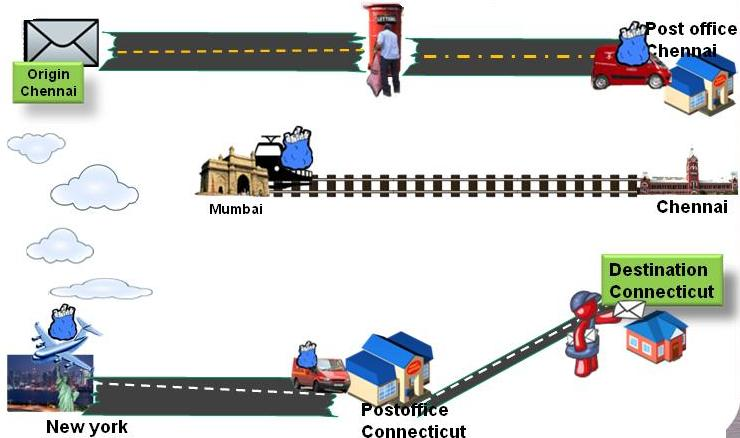 Origin
Chennai
LETTERS
Post office
Chennai
Mumbai
Chennai
Destination
Connecticut
New york
Postoffice
Connecticut